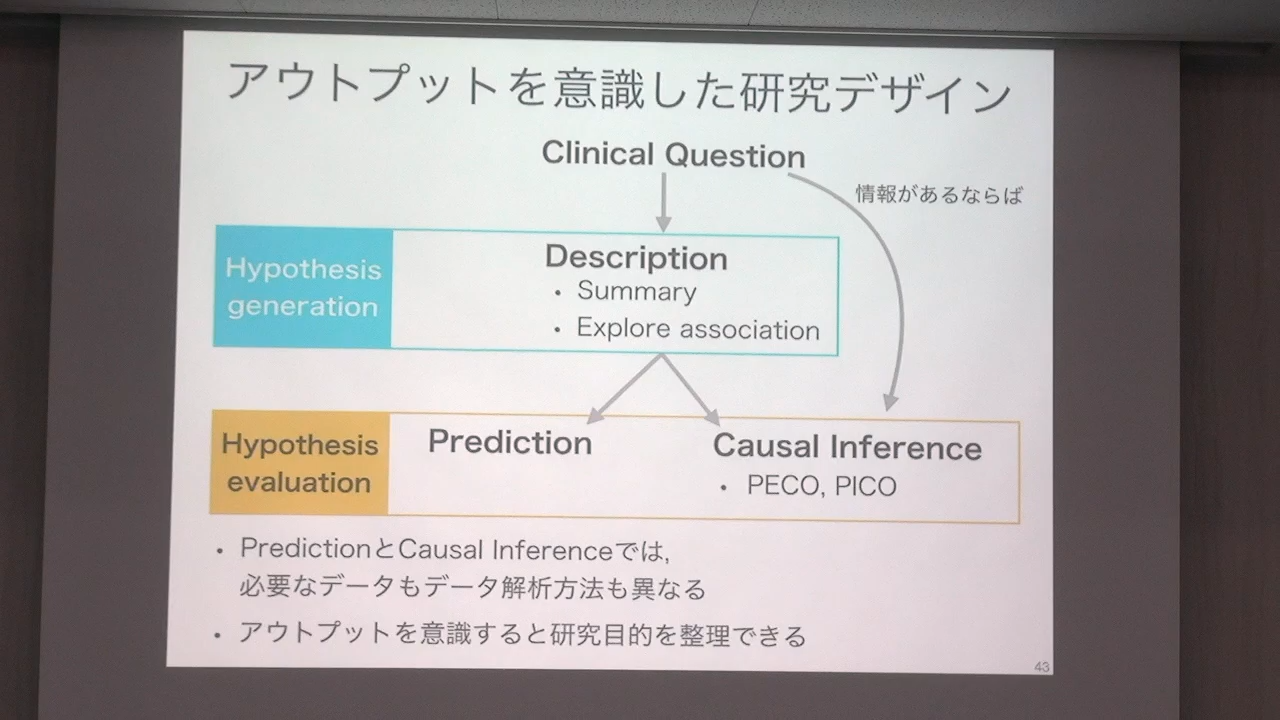 アウトプットを意識した研究デザイン
Clinical Question
情報があるならば
Hypothesis
generation
Description
• Summary
• Explore association
Hypothesis
evaluation
Prediction
Causal Inference
• PECO, PICO
• PredictionとCausal Inferenceでは,
必要なデータもデータ解析方法も異なる
• アウトプットを意識すると研究目的を整理できる
43